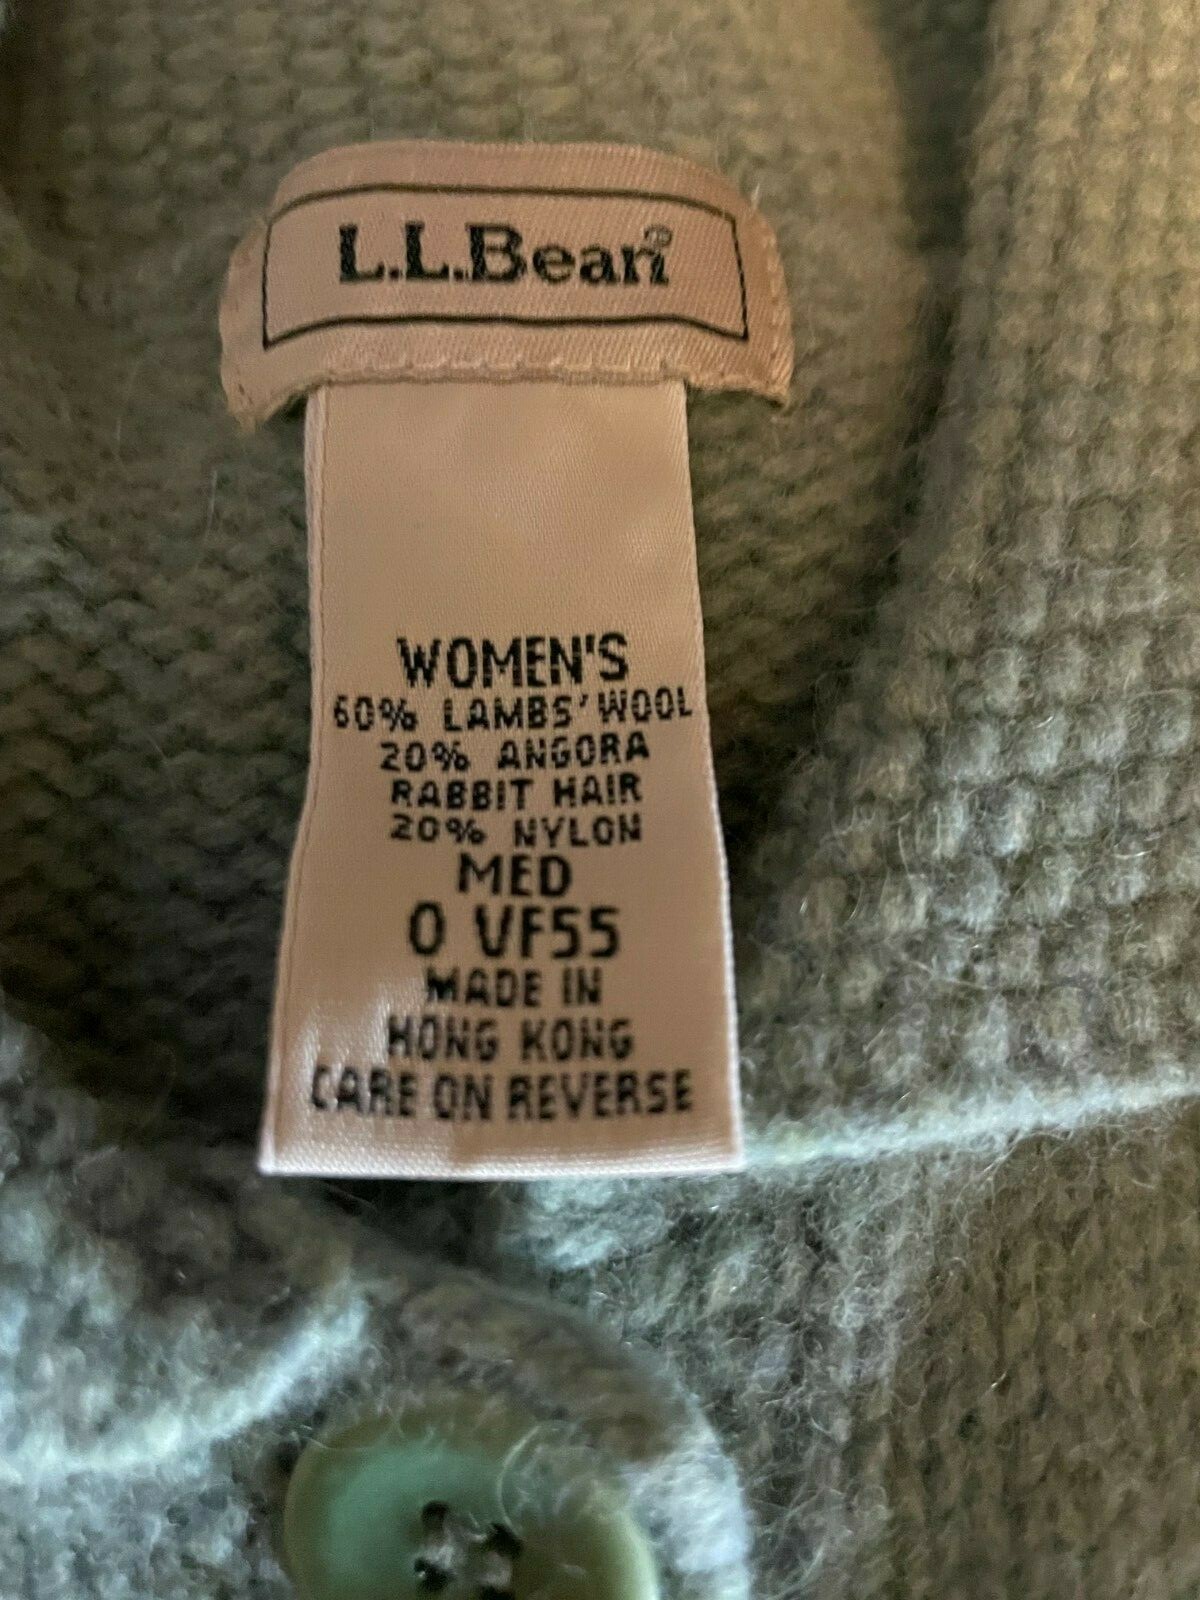 L.L.Bean®
WOMEN'S
60% LAMBS' WOOL
20% ANGORA
RABBIT HAIR
20% NYLON
MED
0 VF55
MADE IN
HONG KONG
CARE ON REVERSE